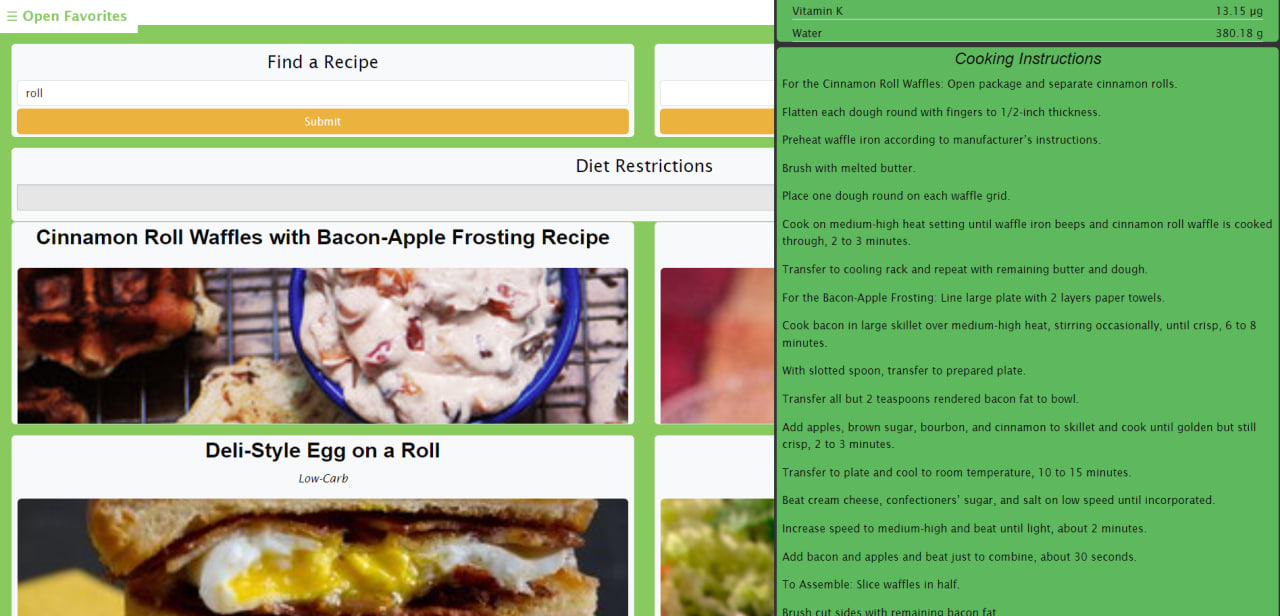 ☰ Open Favorites
Find a Recipe
roll
Submit
Diet Restrictions
Cinnamon Roll Waffles with Bacon-Apple Frosting Recipe
Deli-Style Egg on a Roll
Low-Carb
Vitamin K 13.15 µg
Water 380.18 g
Cooking Instructions
For the Cinnamon Roll Waffles: Open package and separate cinnamon rolls.
Flatten each dough round with fingers to 1/2-inch thickness.
Preheat waffle iron according to manufacturer’s instructions.
Brush with melted butter.
Place one dough round on each waffle grid.
Cook on medium-high heat setting until waffle iron beeps and cinnamon roll waffle is cooked
through, 2 to 3 minutes.
Transfer to cooling rack and repeat with remaining butter and dough.
For the Bacon-Apple Frosting: Line large plate with 2 layers paper towels.
Cook bacon in large skillet over medium-high heat, stirring occasionally, until crisp, 6 to 8
minutes.
With slotted spoon, transfer to prepared plate.
Transfer all but 2 teaspoons rendered bacon fat to bowl.
Add apples, brown sugar, bourbon, and cinnamon to skillet and cook until golden but still
crisp, 2 to 3 minutes.
Transfer to plate and cool to room temperature, 10 to 15 minutes.
Beat cream cheese, confectioners’ sugar, and salt on low speed until incorporated.
Increase speed to medium-high and beat until light, about 2 minutes.
Add bacon and apples and beat just to combine, about 30 seconds.
To Assemble: Slice waffles in half.
Brush cut sides with remaining bacon fat